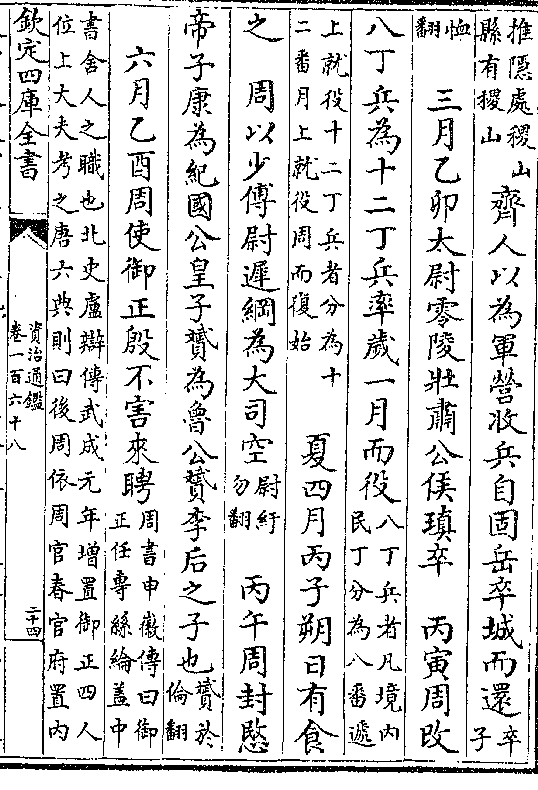 推隠處稷山
縣有稷山
齊人以為軍營收兵自固岳卒城而還
卒子
恤翻
三月乙卯太尉零陵壯肅公侯瑱卒　丙寅周改
八丁兵為十二丁兵率歲一月而役
八丁兵者凡境内
民丁分為八番遞
上就役十二丁兵者分為十
二番月上就役周而復始
夏四月丙子朔日有食
之　周以少傅尉遲綱為大司空
尉紆
勿翻
丙午周封愍
帝子康為紀國公皇子贇為魯公贇李后之子也
贇於
倫翻
六月乙酉周使御正殷不害來聘
周書申徽傳曰御
正任專絲綸盖中
書舍人之職也北史盧辯傳武成元年增置御正四人
位上大夫考之唐六典則曰後周依周官春官府置内
欽定四庫全書
資治通鑑
卷一百六十八
二十四